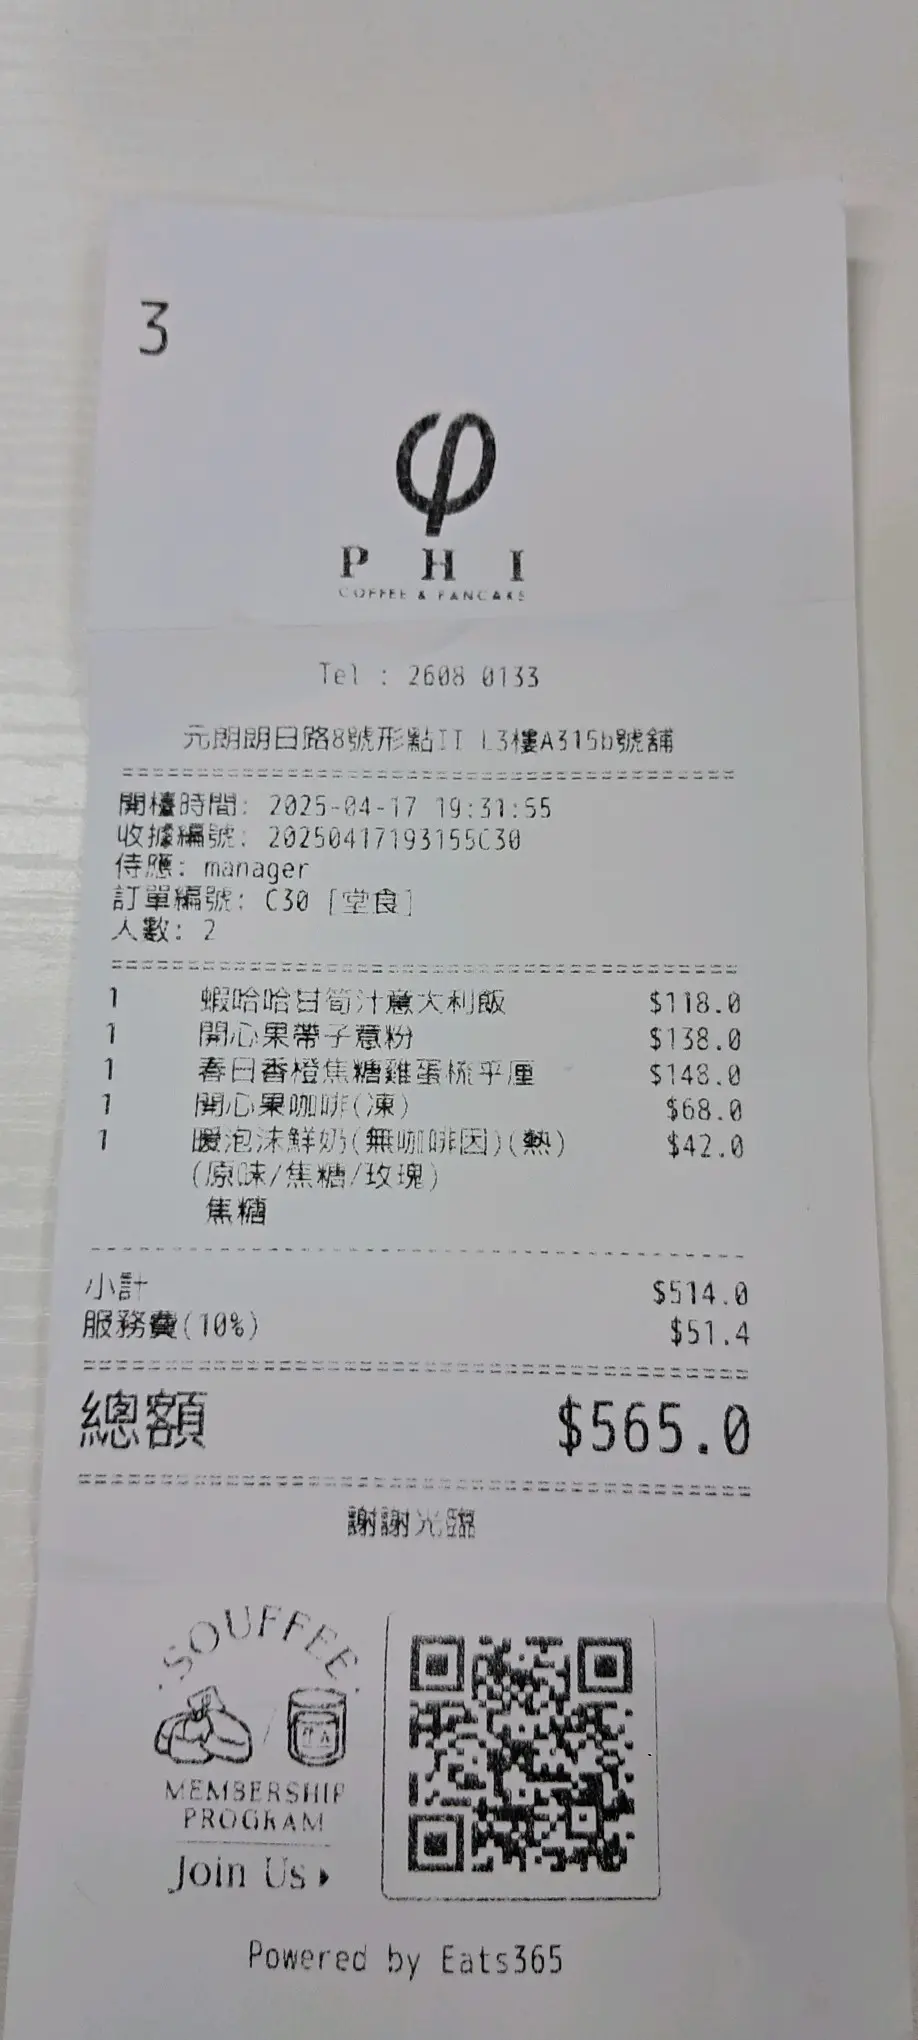 3
PHI
COFFEE & PANCAKE
Tel : 2608 0133
元朗朗日路8號形點II L3樓A315b號舖
開檯時間: 2025-04-17 19:31:55
收據編號: 20250417193155C30
侍應: manager
訂單編號: C30 [堂食]
人數: 2
1 蝦哈哈甘筍汁意大利飯 $118.0
1 開心果帶子意粉 $138.0
1 春日香橙焦糖雞蛋梳乎厘 $148.0
1 開心果咖啡(凍) $68.0
1 暖泡沫鮮奶(無咖啡因)(熱) $42.0
(原味/焦糖/玫瑰)
焦糖
小計 $514.0
服務費(10%) $51.4
總額 $565.0
謝謝光臨
SOUFFEE
MEMBERSHIP
PROGRAM
Join Us
Powered by Eats365